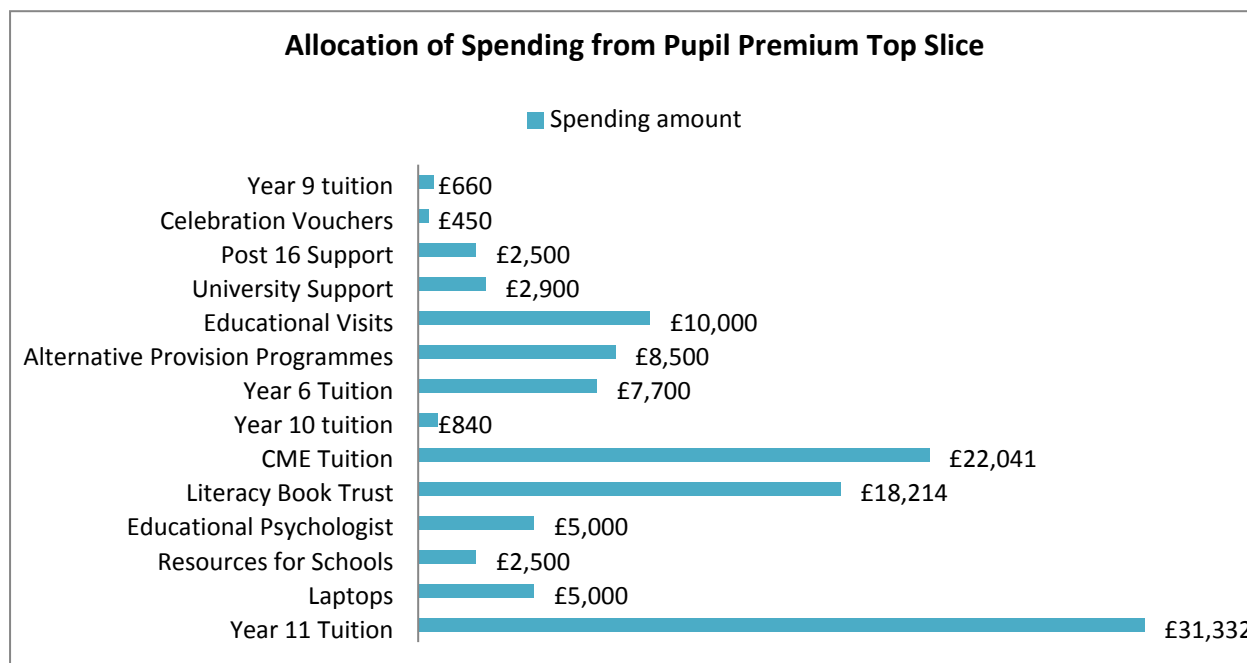 Allocation of Spending from Pupil Premium Top Slice
Spending amount
Year 9 tuition £660
Celebration Vouchers £450
Post 16 Support £2,500
University Support £2,900
Educational Visits £10,000
Alternative Provision Programmes £8,500
Year 6 Tuition £7,700
Year 10 tuition £840
CME Tuition £22,041
Literacy Book Trust £18,214
Educational Psychologist £5,000
Resources for Schools £2,500
Laptops £5,000
Year 11 Tuition £31,332